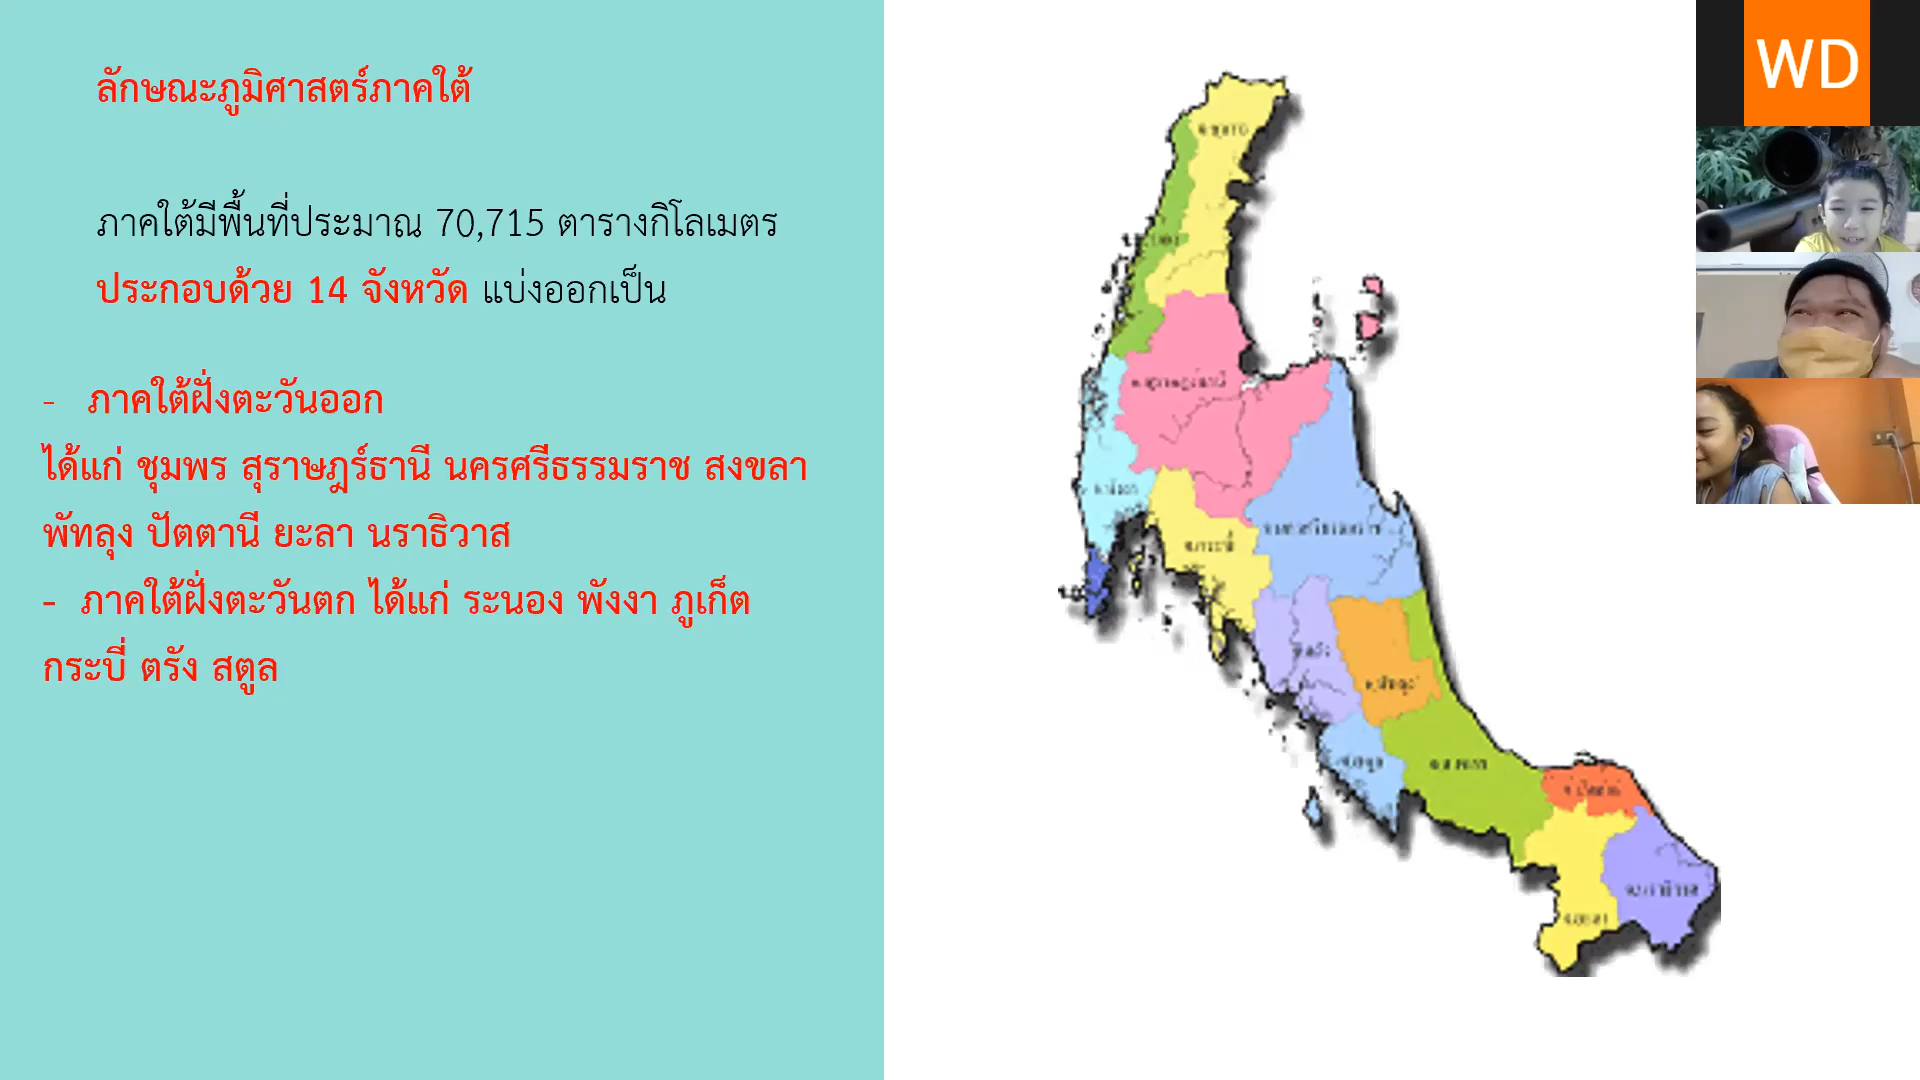 ลักษณะภูมิศาสตร์ภาคใต้
ภาคใต้มีพื้นที่ประมาณ 70,715 ตารางกิโลเมตร
ประกอบด้วย 14 จังหวัด แบ่งออกเป็น
- ภาคใต้ฝั่งตะวันออก
ได้แก่ ชุมพร สุราษฎร์ธานี นครศรีธรรมราช สงขลา
พัทลุง ปัตตานี ยะลา นราธิวาส
- ภาคใต้ฝั่งตะวันตก ได้แก่ ระนอง พังงา ภูเก็ต
กระบี่ ตรัง สตูล
WD